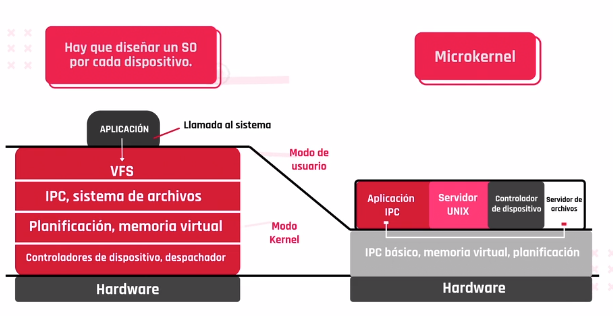 Hay que diseñar un SO
por cada dispositivo.
Microkernel
APLICACIÓN
Llamada al sistema
VFS
IPC, sistema de archivos
Planificación, memoria virtual
Controladores de dispositivo, despachador
Hardware
Modo de
usuario
Modo
Kernel
Aplicación
IPC
Servidor
UNIX
Controlador
de dispositivo
Servidor de
archivos
IPC básico, memoria virtual, planificación
Hardware